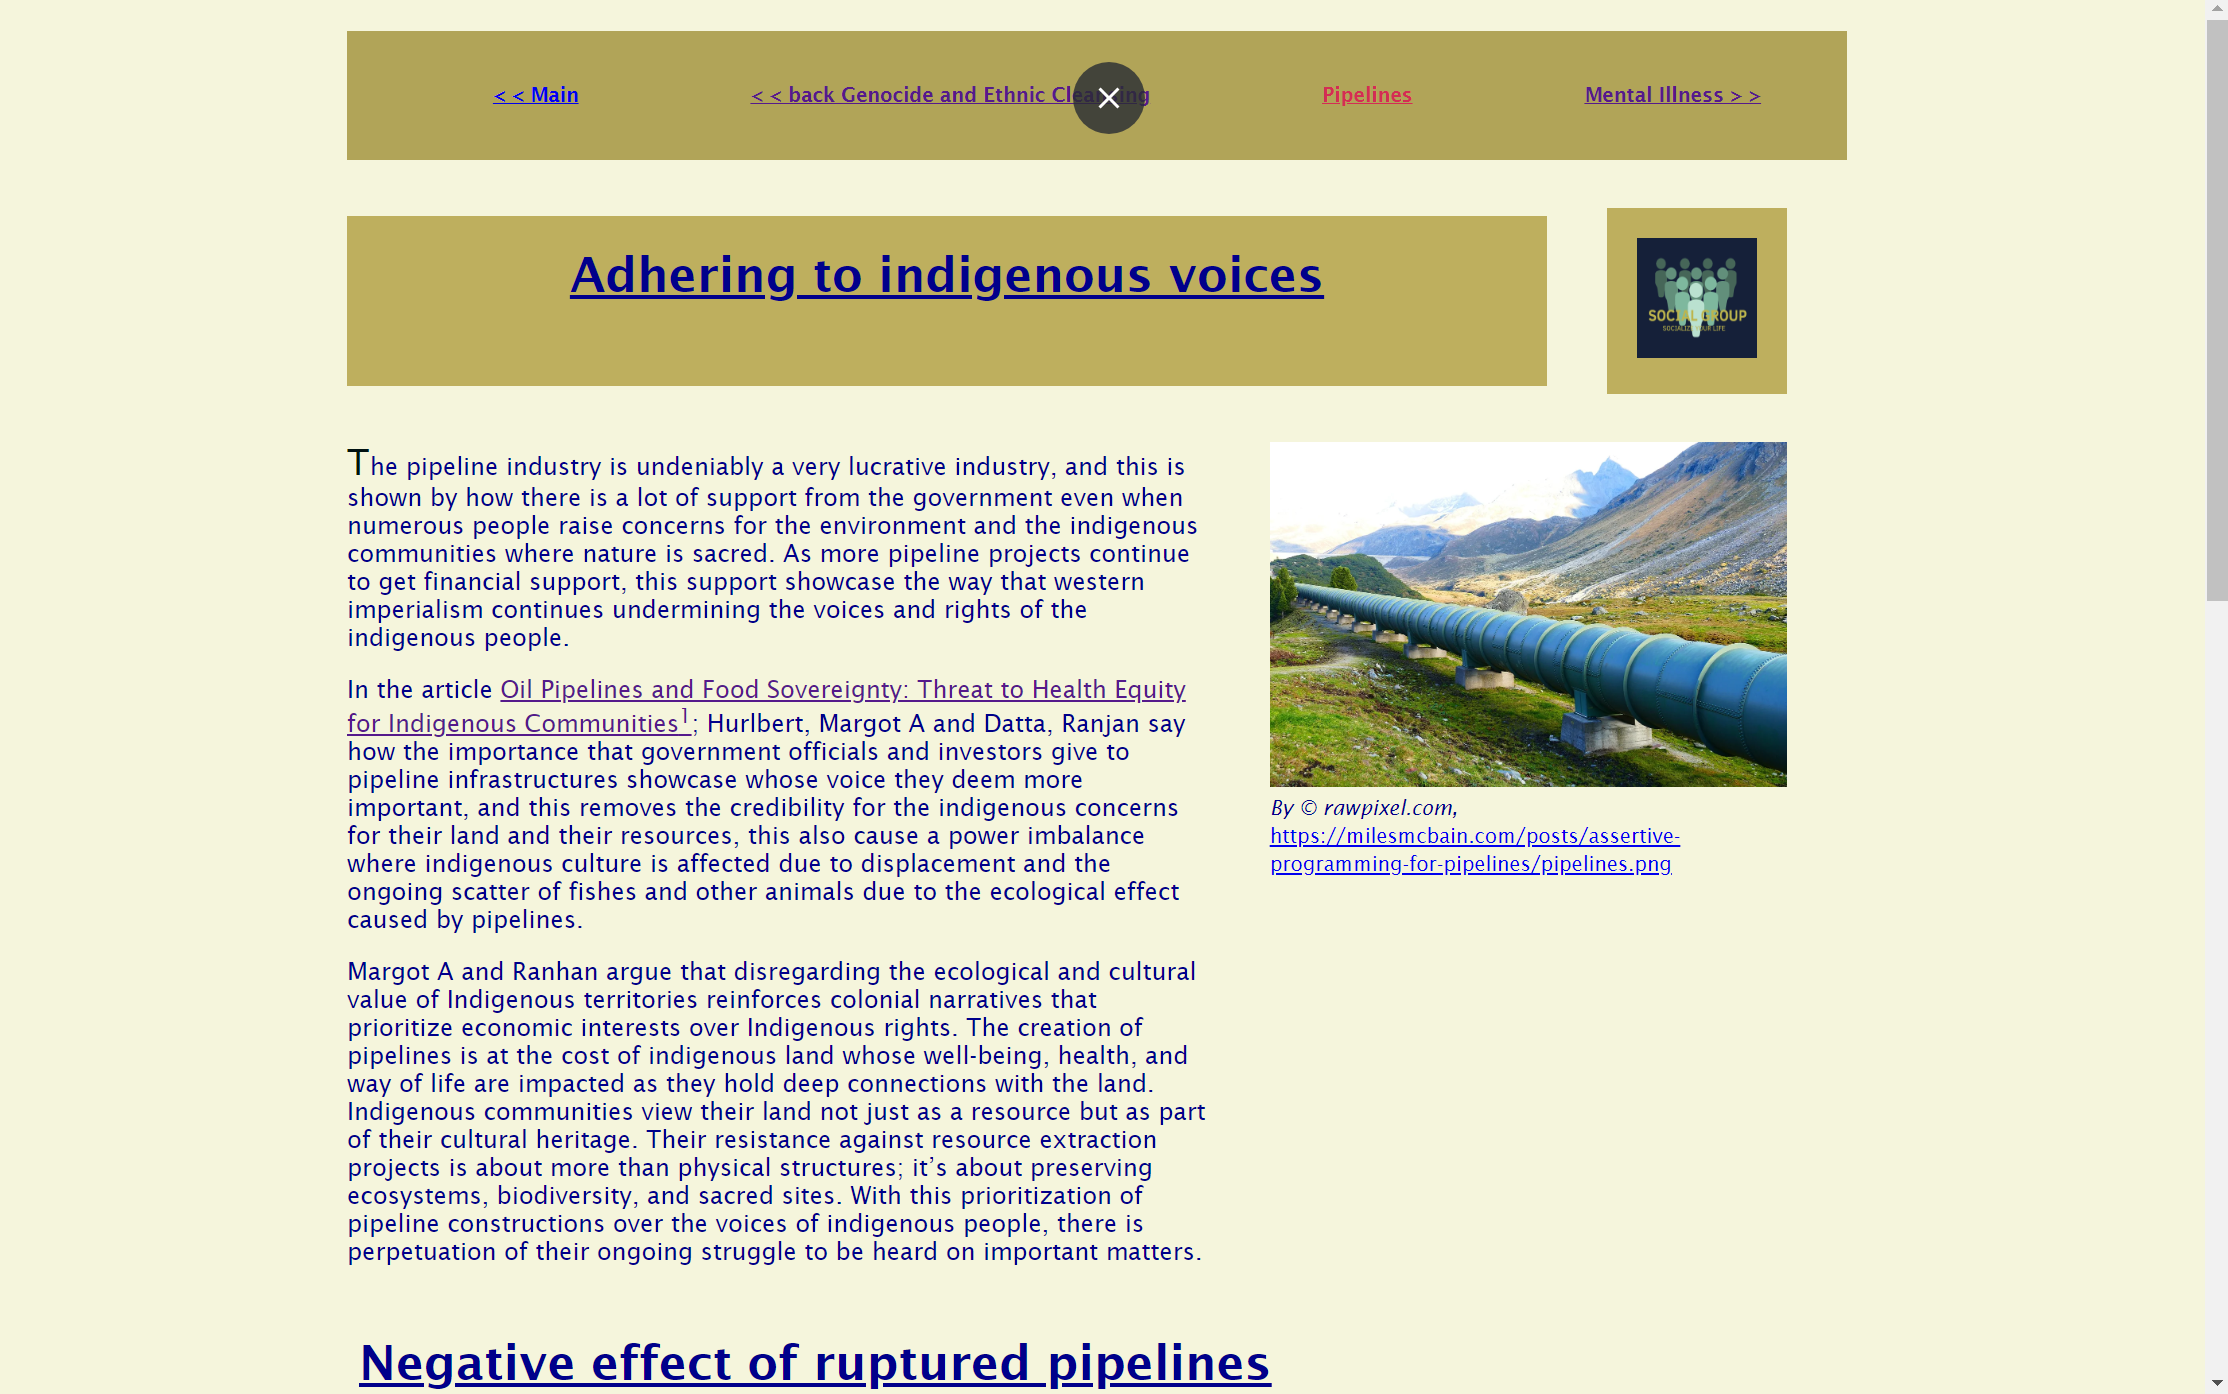 < < Main
< < back Genocide and Ethnic Cleansing
Pipelines
Mental Illness > >
Adhering to indigenous voices
SOCIAL GROUP
SOCIALIZE YOUR LIFE
The pipeline industry is undeniably a very lucrative industry, and this is
shown by how there is a lot of support from the government even when
numerous people raise concerns for the environment and the indigenous
communities where nature is sacred. As more pipeline projects continue
to get financial support, this support showcase the way that western
imperialism continues undermining the voices and rights of the
indigenous people.
In the article Oil Pipelines and Food Sovereignty: Threat to Health Equity
for Indigenous Communities1; Hurlbert, Margot A and Datta, Ranjan say
how the importance that government officials and investors give to
pipeline infrastructures showcase whose voice they deem more
important, and this removes the credibility for the indigenous concerns
for their land and their resources, this also cause a power imbalance
where indigenous culture is affected due to displacement and the
ongoing scatter of fishes and other animals due to the ecological effect
caused by pipelines.
Margot A and Ranhan argue that disregarding the ecological and cultural
value of Indigenous territories reinforces colonial narratives that
prioritize economic interests over Indigenous rights. The creation of
pipelines is at the cost of indigenous land whose well-being, health, and
way of life are impacted as they hold deep connections with the land.
Indigenous communities view their land not just as a resource but as part
of their cultural heritage. Their resistance against resource extraction
projects is about more than physical structures; it’s about preserving
ecosystems, biodiversity, and sacred sites. With this prioritization of
pipeline constructions over the voices of indigenous people, there is
perpetuation of their ongoing struggle to be heard on important matters.
By © rawpixel.com,
https://milesmcbain.com/posts/assertive-
programming-for-pipelines/pipelines.png
Negative effect of ruptured pipelines